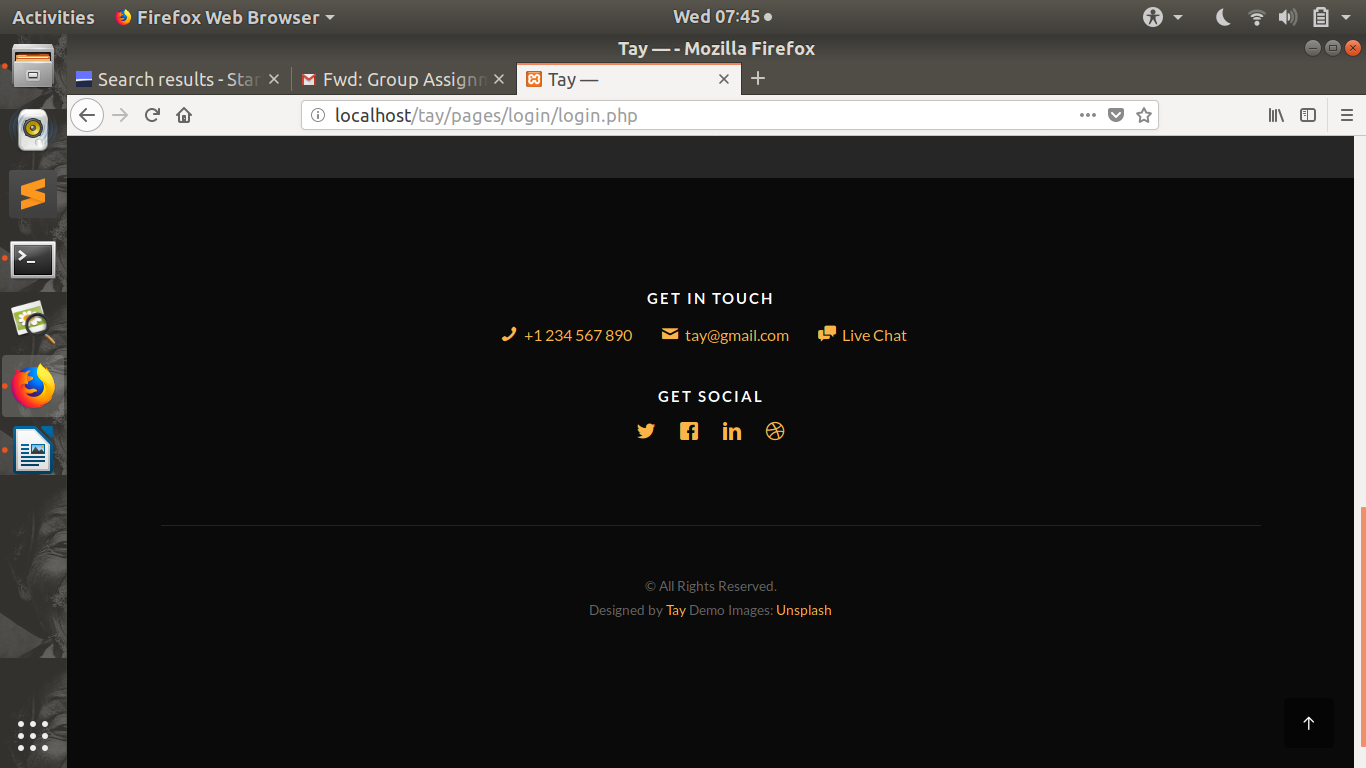 Activities Firefox Web Browser Wed 07:45
Tay — - Mozilla Firefox
Search results - Star Fwd: Group Assignm Tay —
localhost/tay/pages/login/login.php
GET IN TOUCH
+1 234 567 890 tay@gmail.com Live Chat
GET SOCIAL
© All Rights Reserved.
Designed by Tay Demo Images: Unsplash